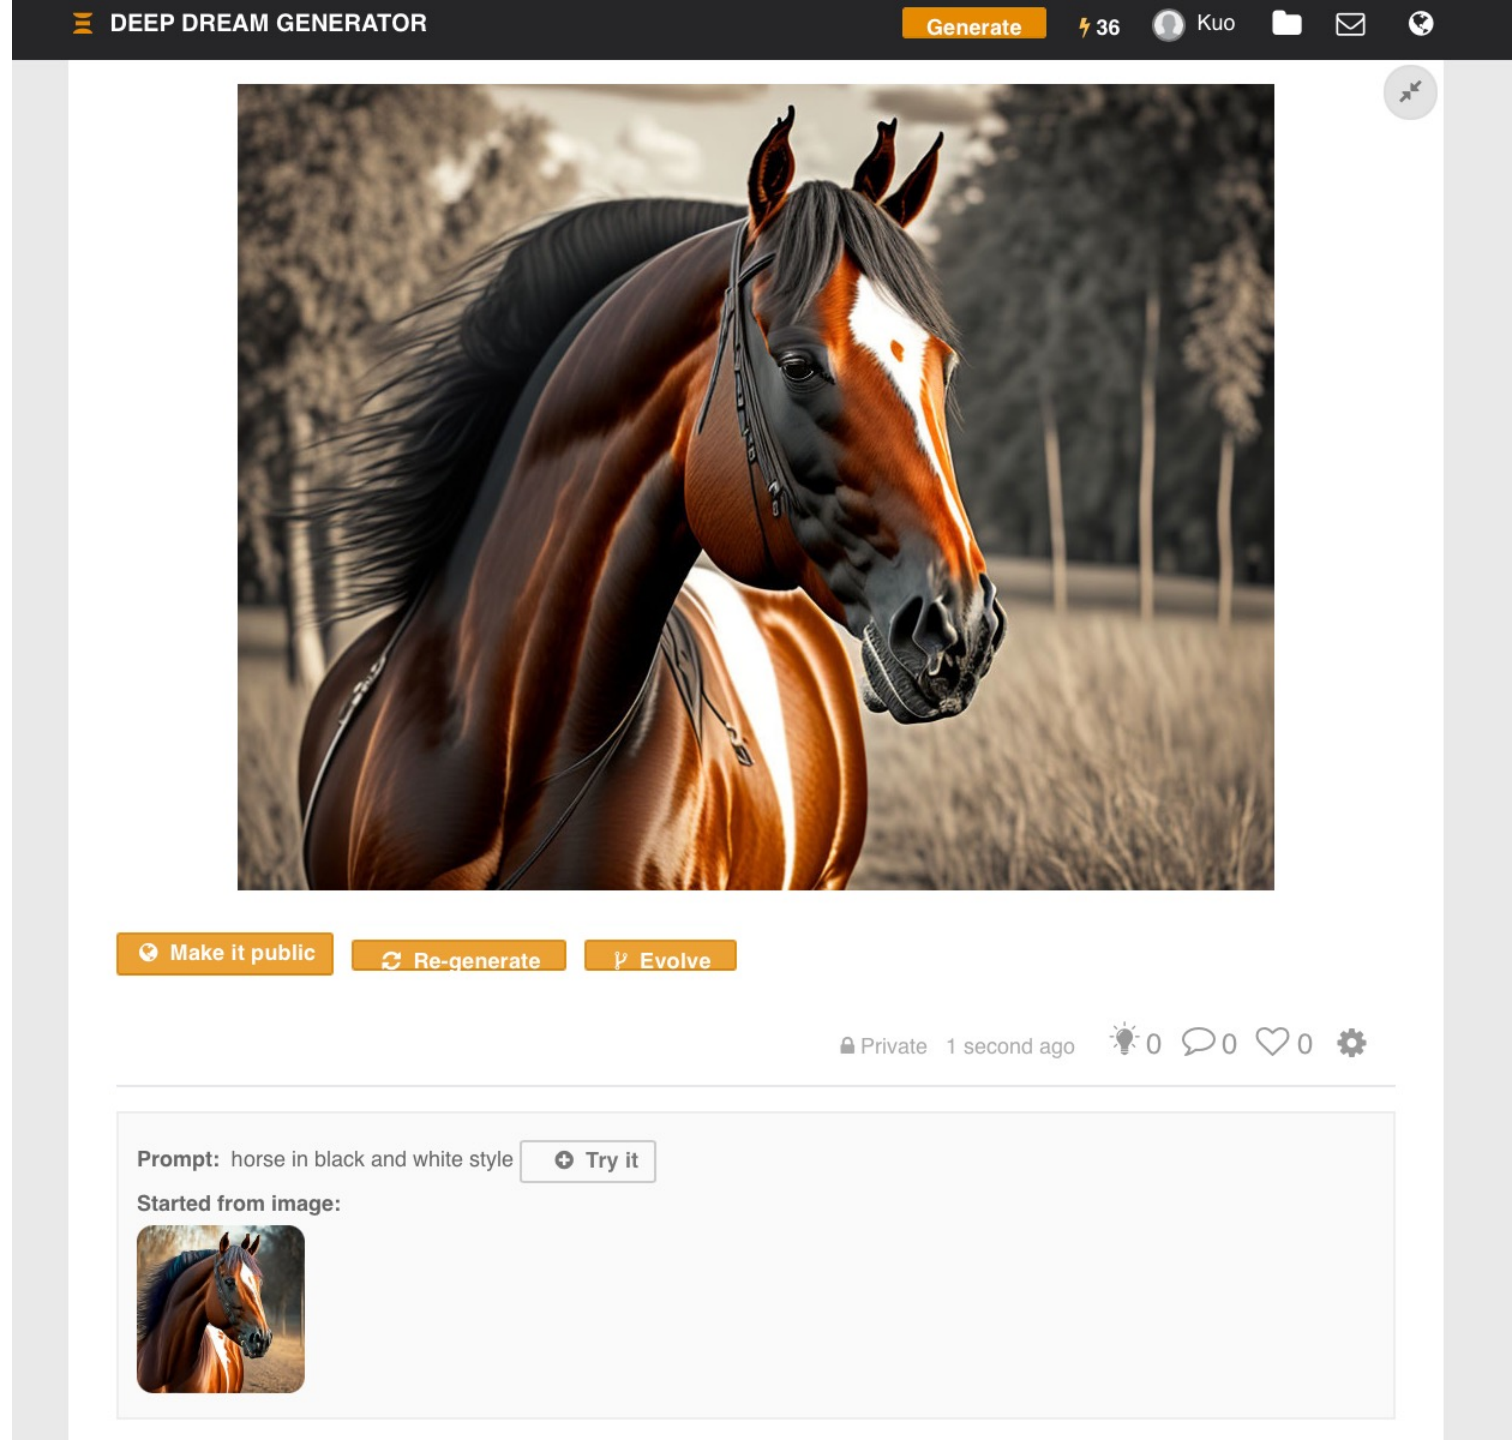 DEEP DREAM GENERATOR
Generate
36
Kuo
Make it public
Re-generate
Evolve
Private 1 second ago 0 0 0
Prompt: horse in black and white style Try it
Started from image: